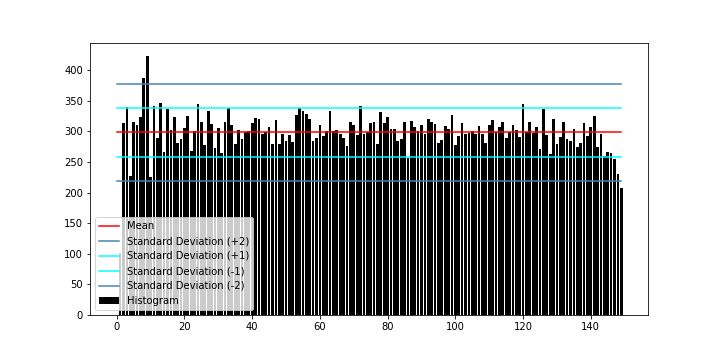 400
350
300
250
200
150
100
50
0
Mean
Standard Deviation (+2)
Standard Deviation (+1)
Standard Deviation (-1)
Standard Deviation (-2)
Histogram
0 20 40 60 80 100 120 140